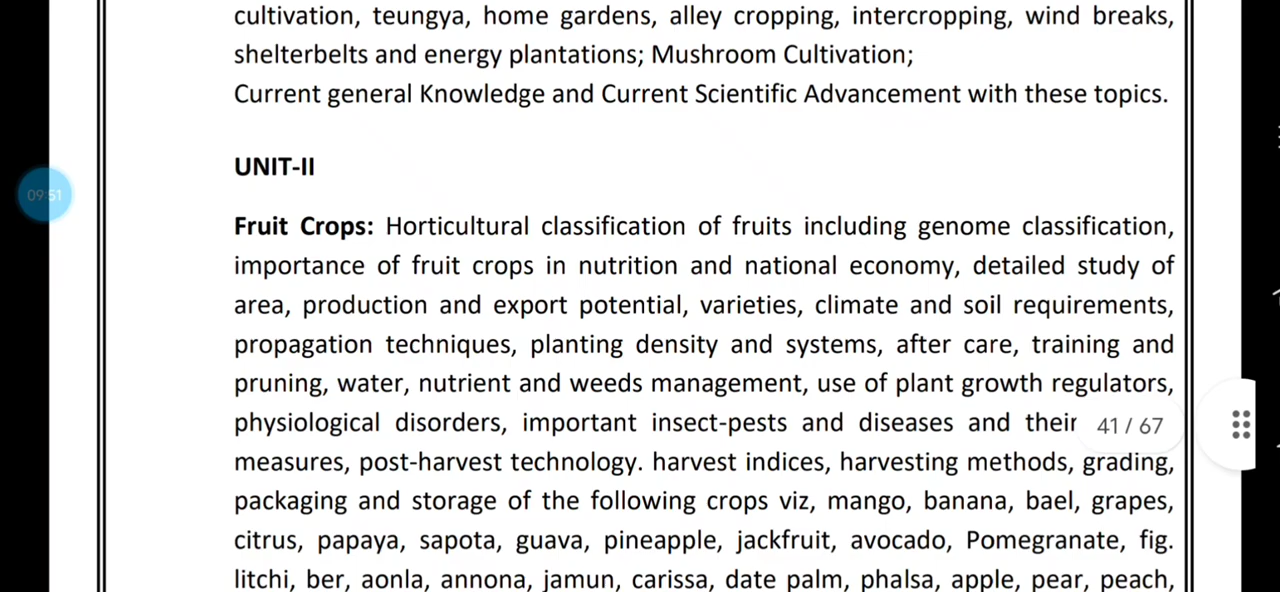 cultivation, teungya, home gardens, alley cropping, intercropping, wind breaks,
shelterbelts and energy plantations; Mushroom Cultivation;
Current general Knowledge and Current Scientific Advancement with these topics.
UNIT-II
09:51
Fruit Crops: Horticultural classification of fruits including genome classification,
importance of fruit crops in nutrition and national economy, detailed study of
area, production and export potential, varieties, climate and soil requirements,
propagation techniques, planting density and systems, after care, training and
pruning, water, nutrient and weeds management, use of plant growth regulators,
physiological disorders, important insect-pests and diseases and their
41 / 67
measures, post-harvest technology. harvest indices, harvesting methods, grading,
packaging and storage of the following crops viz, mango, banana, bael, grapes,
citrus, papaya, sapota, guava, pineapple, jackfruit, avocado, Pomegranate, fig.
litchi, ber, aonla, annona, jamun, carissa, date palm, phalsa, apple, pear, peach,